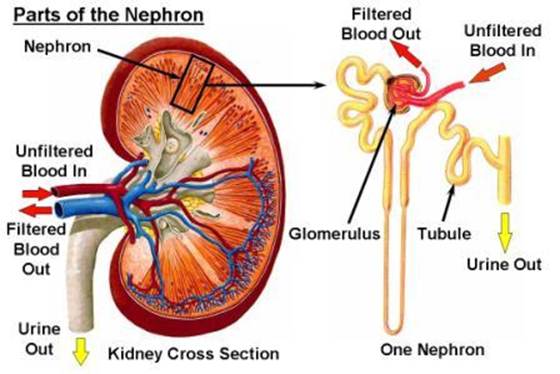 Parts of the Nephron
Nephron
Unfiltered
Blood In
Filtered
Blood
Out
Urine
Out
Kidney Cross Section
Filtered
Blood Out
Unfiltered
Blood In
Glomerulus
Tubule
Urine Out
One Nephron